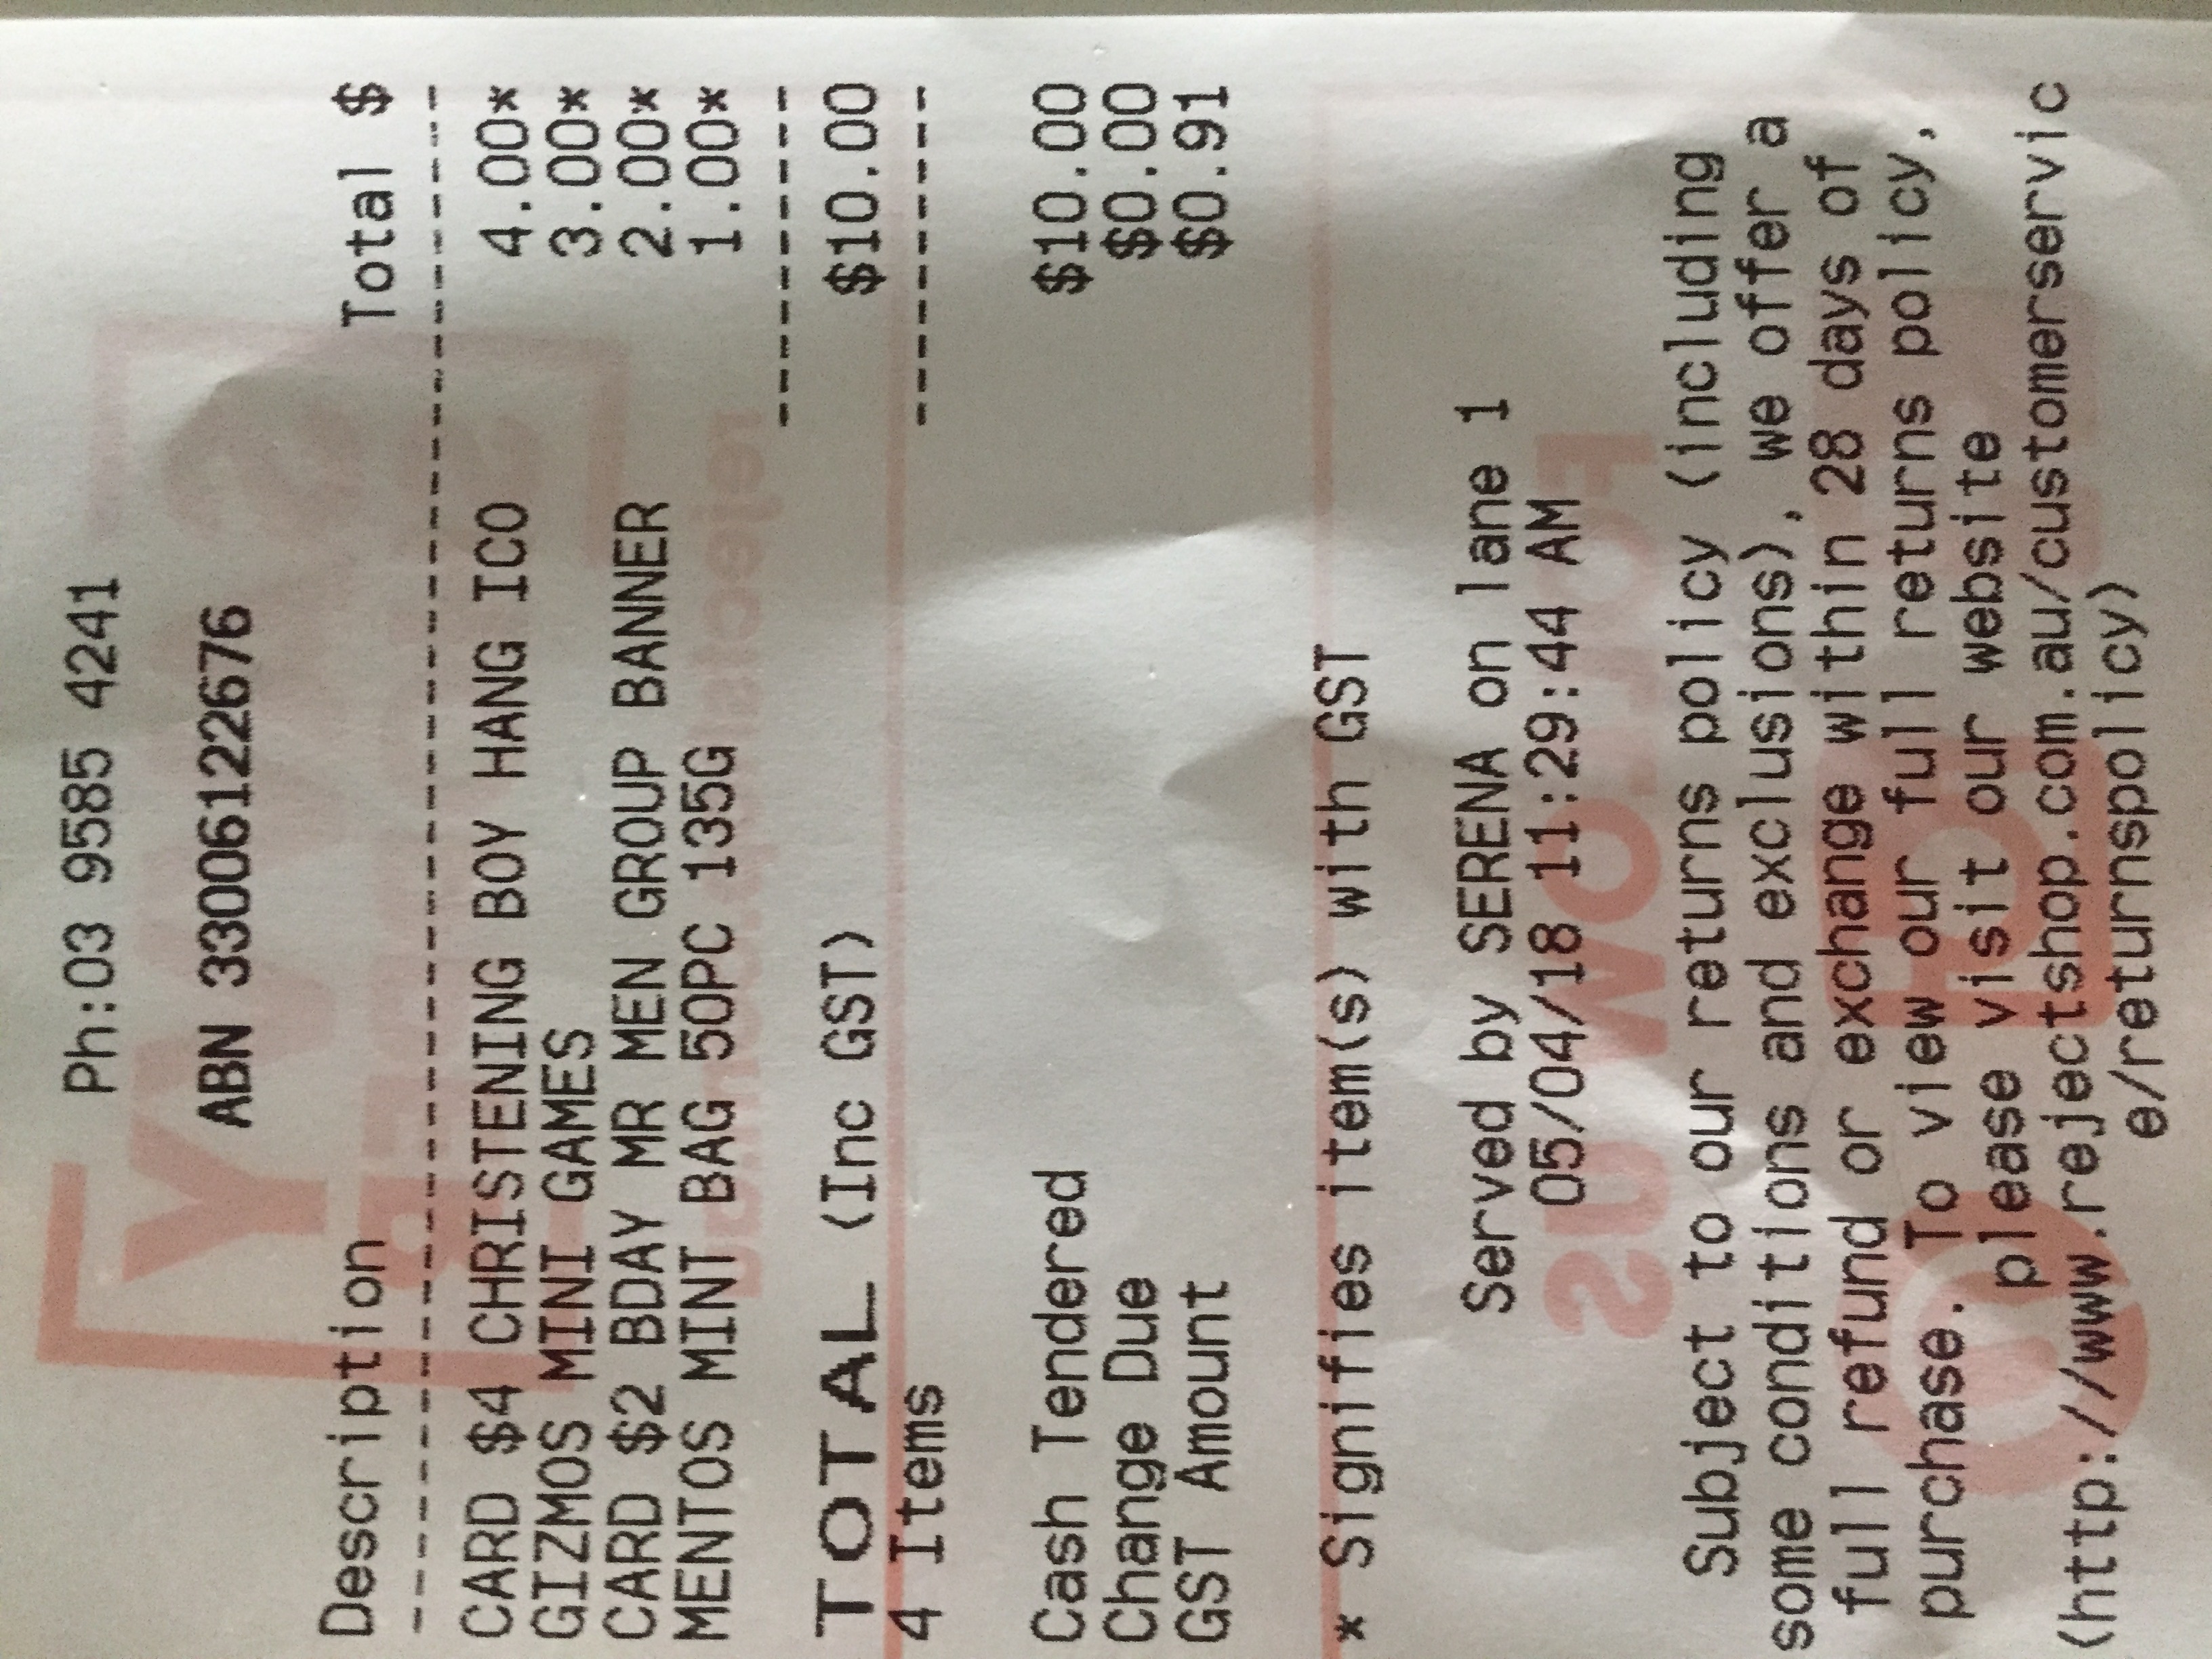 Ph:03 9585 4241
ABN 33006122676
Description Total $
--------------------------------------------
CARD $4 CHRISTENING BOY HANG ICO 4.00*
GIZMOS MINI GAMES 3.00*
CARD $2 BDAY MR MEN GROUP BANNER 2.00*
MENTOS MINT BAG 50PC 135G 1.00*
----------
TOTAL (Inc GST) $10.00
4 Items ----------
Cash Tendered $10.00
Change Due $0.00
GST Amount $0.91
* Signifies item(s) with GST
Served by SERENA on lane 1
05/04/18 11:29:44 AM
FOLLOW US
Subject to our returns policy (including
some conditions and exclusions), we offer a
full refund or exchange within 28 days of
purchase. To view our full returns policy,
please visit our website
(http://www.rejectshop.com.au/customerservic
e/returnspolicy)